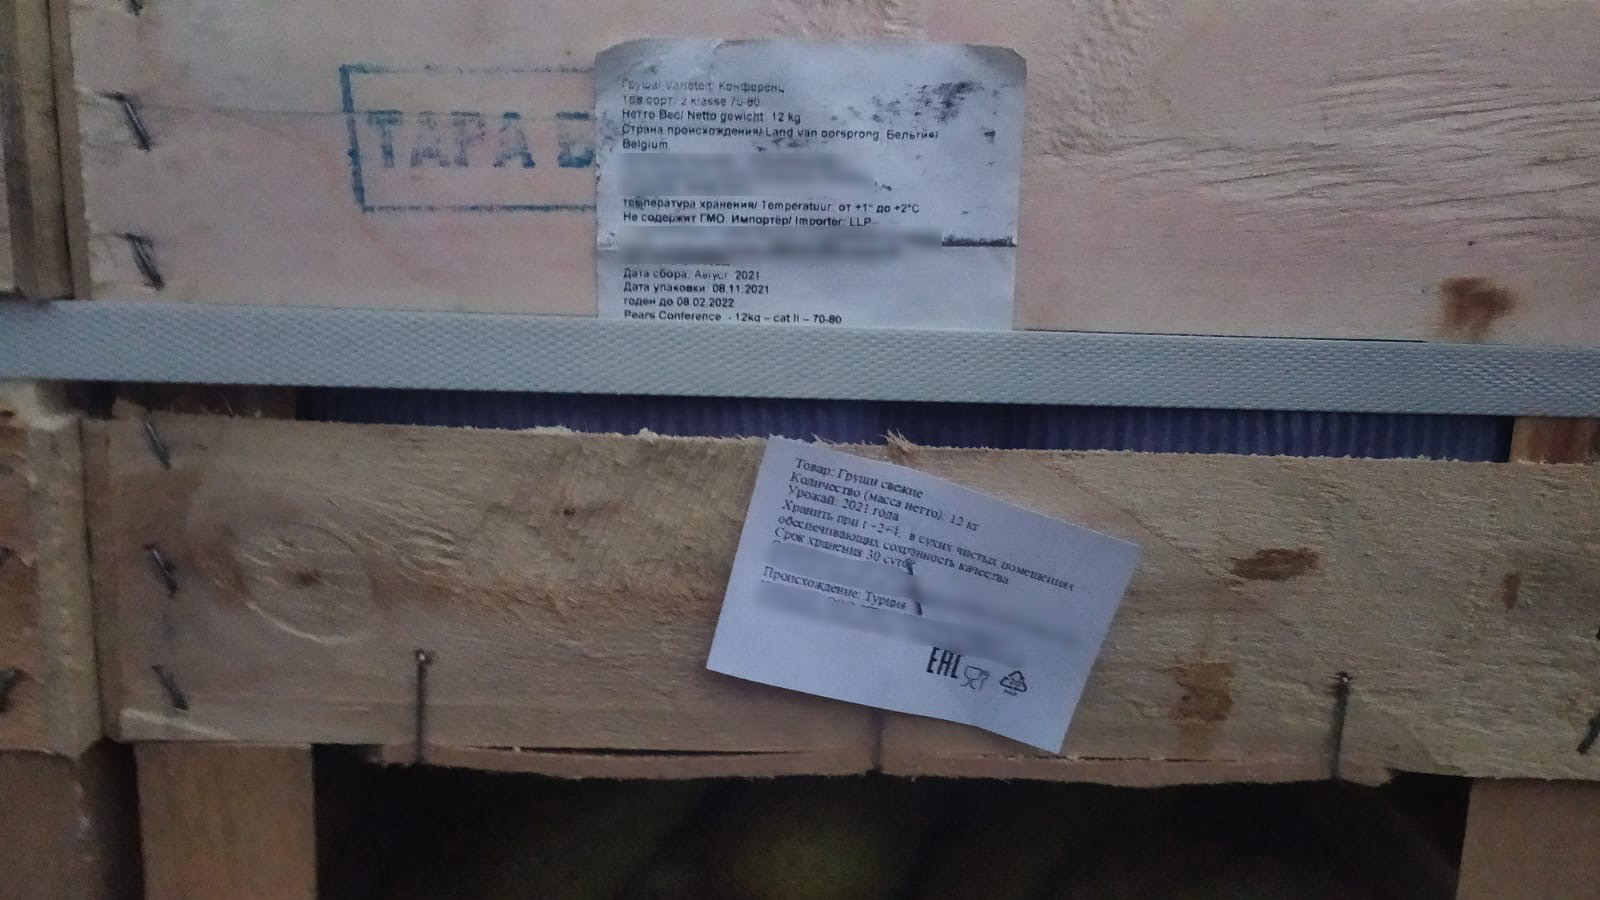 ТАРА Б
Груша/ Variëteit: Конференц
Тов.сорт: 2 klasse 70-80
Нетто Вес/ Netto gewicht: 12 kg
Страна происхождения/ Land van oorsprong: Бельгия/
Belgium
температура хранения/ Temperatuur: от +1° до +2°C
Не содержит ГМО. Импортёр/ Importer: LLP
Дата сбора: Август 2021
Дата упаковки: 08.11.2021
годен до 08.02.2022
Pears Conference - 12kg – cat II – 70-80
Товар: Груши свежие
Количество (масса нетто): 12 кг
Урожай: 2021 года
Хранить при t +2+4, в сухих чистых помещениях
обеспечивающих сохранность качества
Срок хранения 30 суток
Происхождение: Турция
EAC